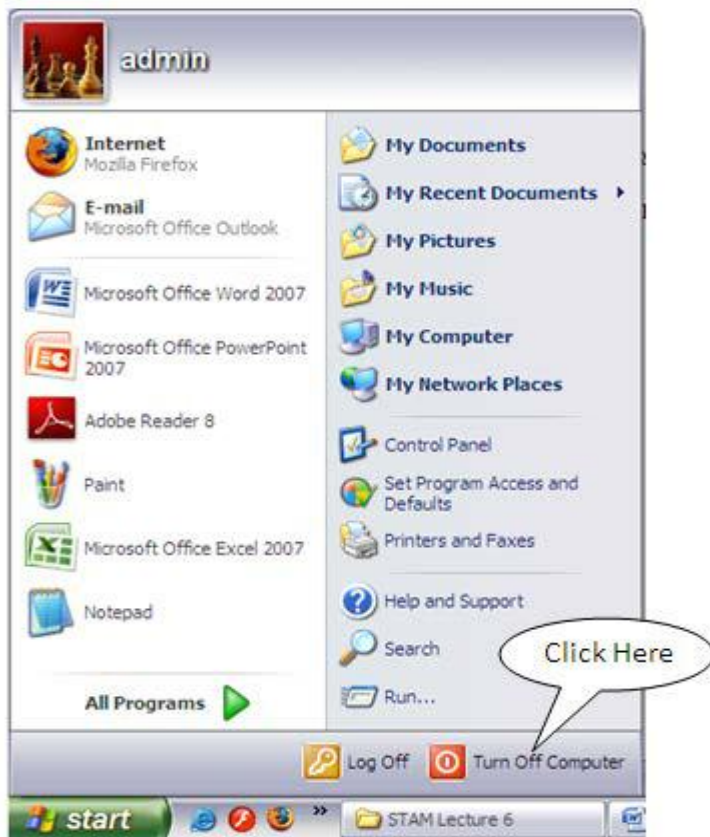 admin
Internet
Mozilla Firefox
E-mail
Microsoft Office Outlook
Microsoft Office Word 2007
Microsoft Office PowerPoint
2007
Adobe Reader 8
Paint
Microsoft Office Excel 2007
Notepad
All Programs
My Documents
My Recent Documents
My Pictures
My Music
My Computer
My Network Places
Control Panel
Set Program Access and
Defaults
Printers and Faxes
Help and Support
Search
Run...
Click Here
Log Off
Turn Off Computer
start
»
STAM Lecture 6